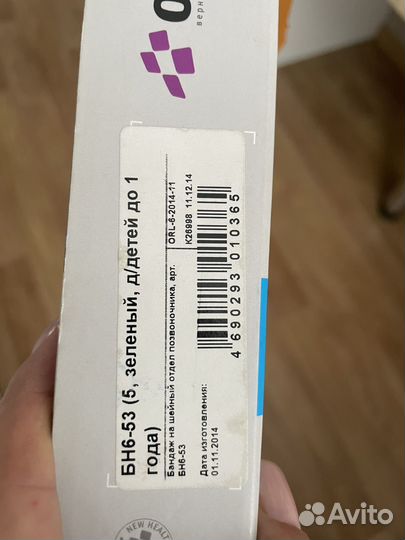 БН6-53 (5, зеленый, д/детей до 1
года)
Бандаж на шейный отдел позвоночника, арт.
БН6-53
ORL-6-2014-11
K26998 11.12.14
Дата изготовления:
01.11.2014
4 690293 010365
NEW HEALT
Avito